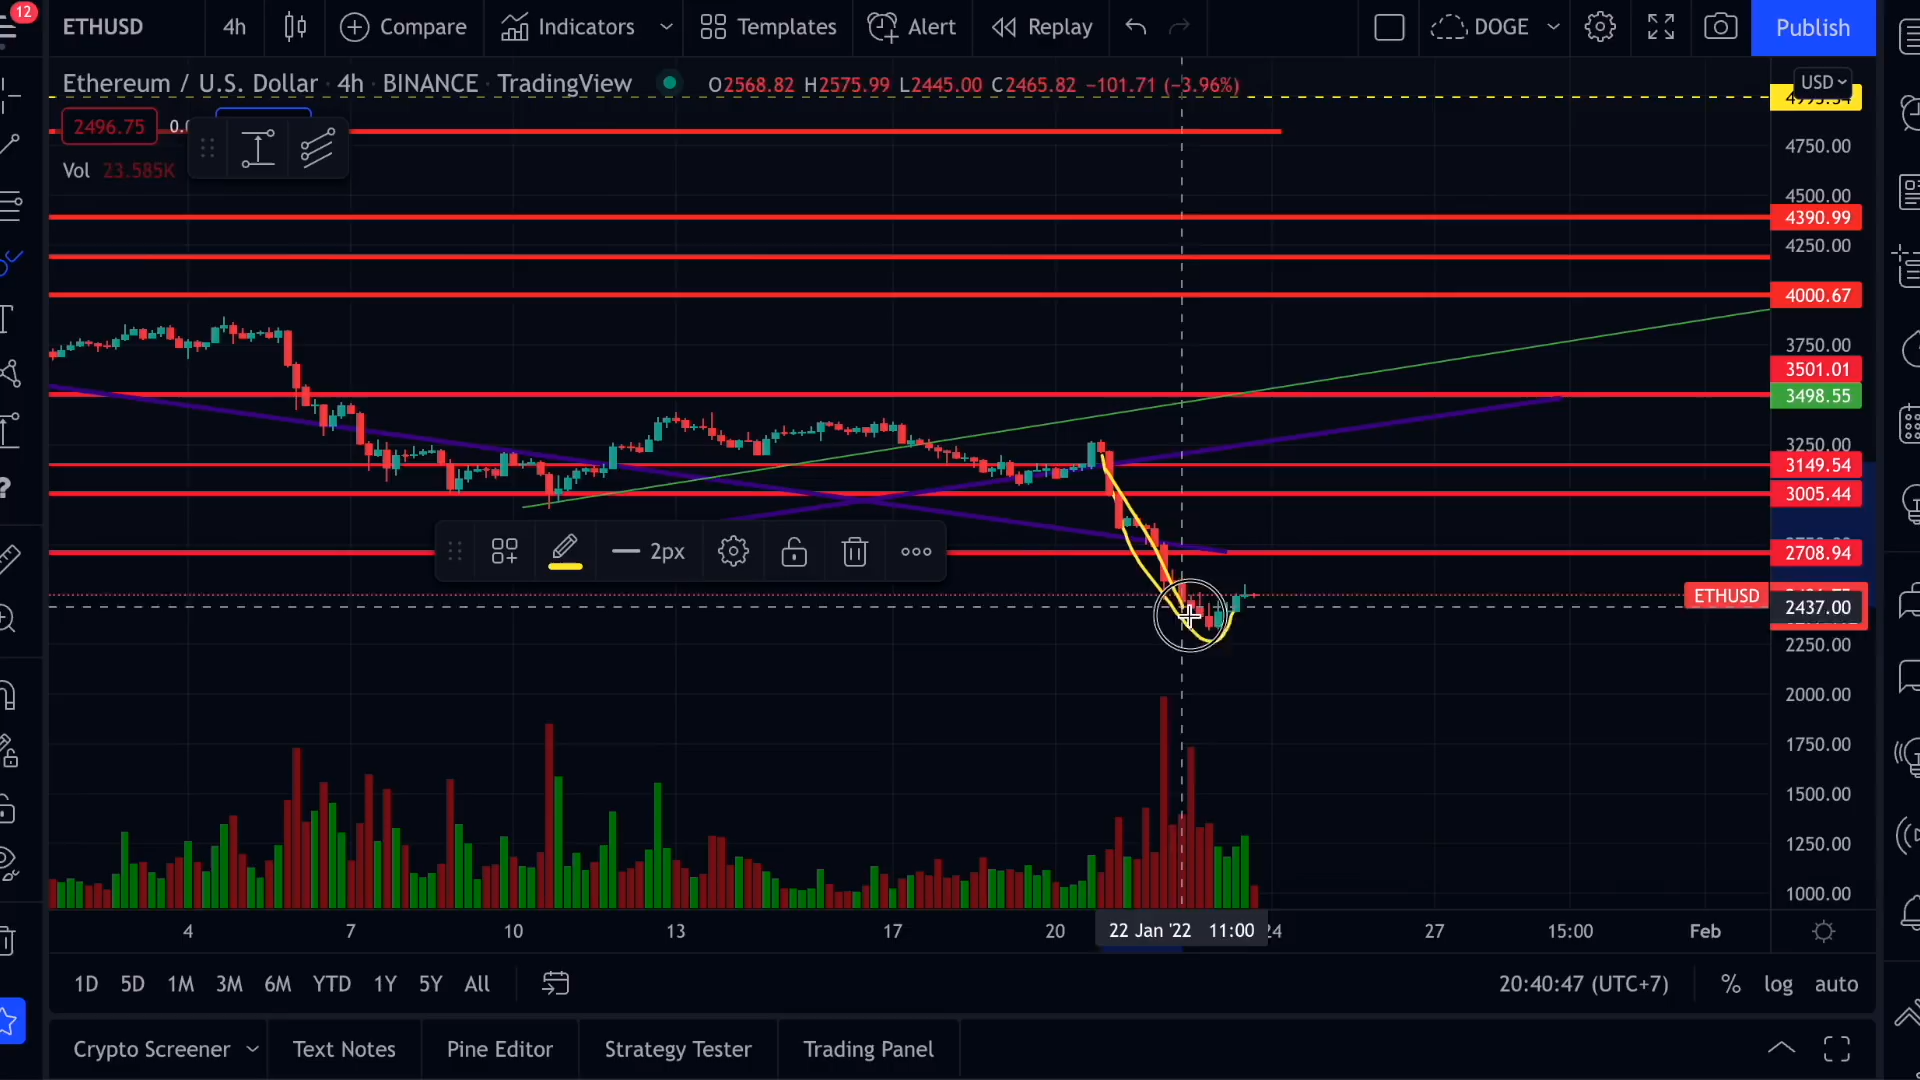 12
ETHUSD
4h
Compare
Indicators
Templates
Alert
Replay
DOGE
Publish
Ethereum / U.S. Dollar · 4h · BINANCE · TradingView
O2568.82 H2575.99 L2445.00 C2465.82 −101.71 (−3.96%)
USD
2496.75
Vol 23.585K
4750.00
4500.00
4390.99
4250.00
4000.67
3750.00
3501.01
3498.55
3250.00
3149.54
3005.44
2px
2708.94
ETHUSD
2437.00
2250.00
2000.00
1750.00
1500.00
1250.00
1000.00
4 7 10 13 17 20 22 Jan '22 11:00 24 27 15:00 Feb
1D 5D 1M 3M 6M YTD 1Y 5Y All
20:40:47 (UTC+7) % log auto
Crypto Screener Text Notes Pine Editor Strategy Tester Trading Panel